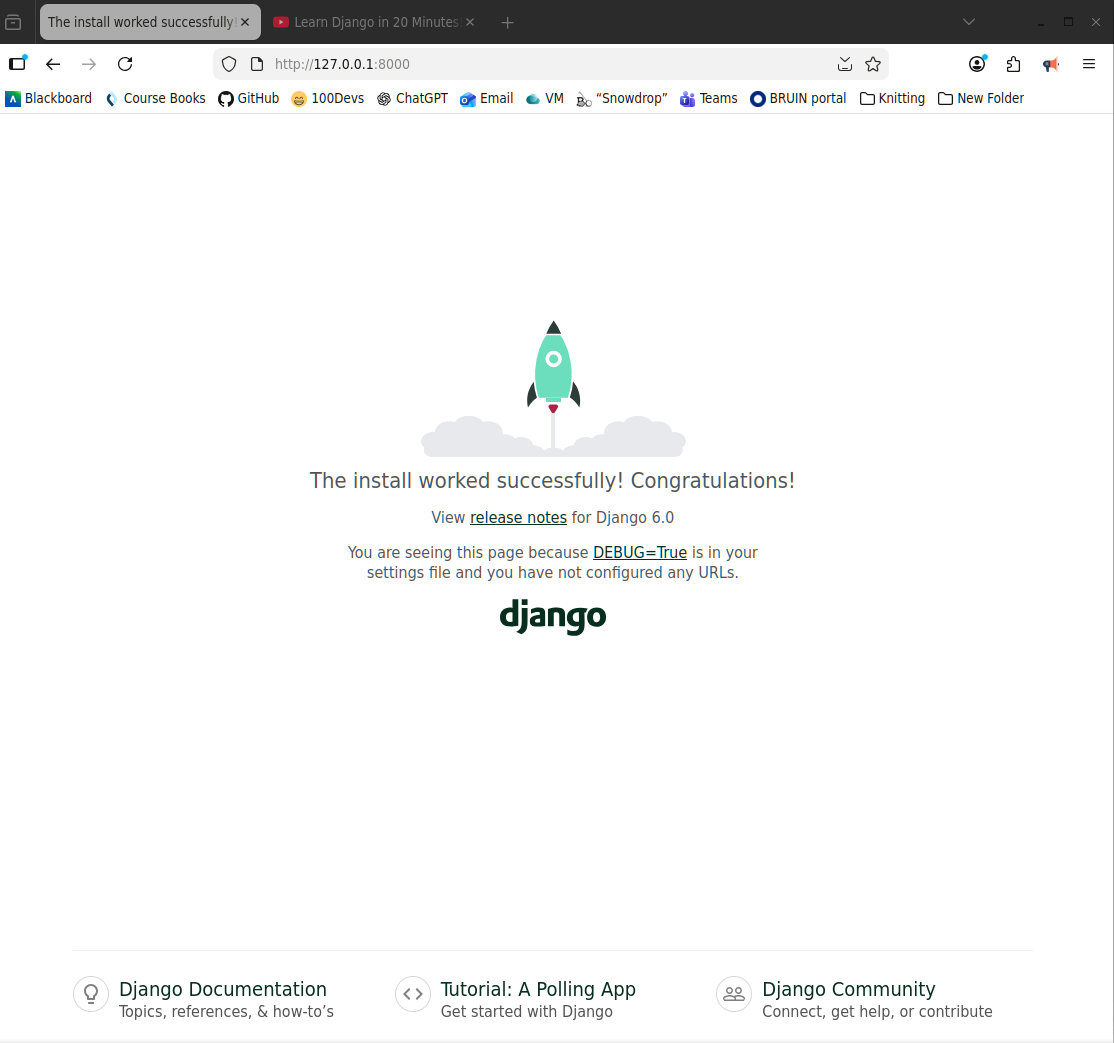 The install worked successfully!
Learn Django in 20 Minutes
http://127.0.0.1:8000
Blackboard Course Books GitHub 100Devs ChatGPT Email VM “Snowdrop” Teams BRUIN portal Knitting New Folder
The install worked successfully! Congratulations!
View release notes for Django 6.0
You are seeing this page because DEBUG=True is in your
settings file and you have not configured any URLs.
django
Django Documentation
Topics, references, & how-to’s
Tutorial: A Polling App
Get started with Django
Django Community
Connect, get help, or contribute